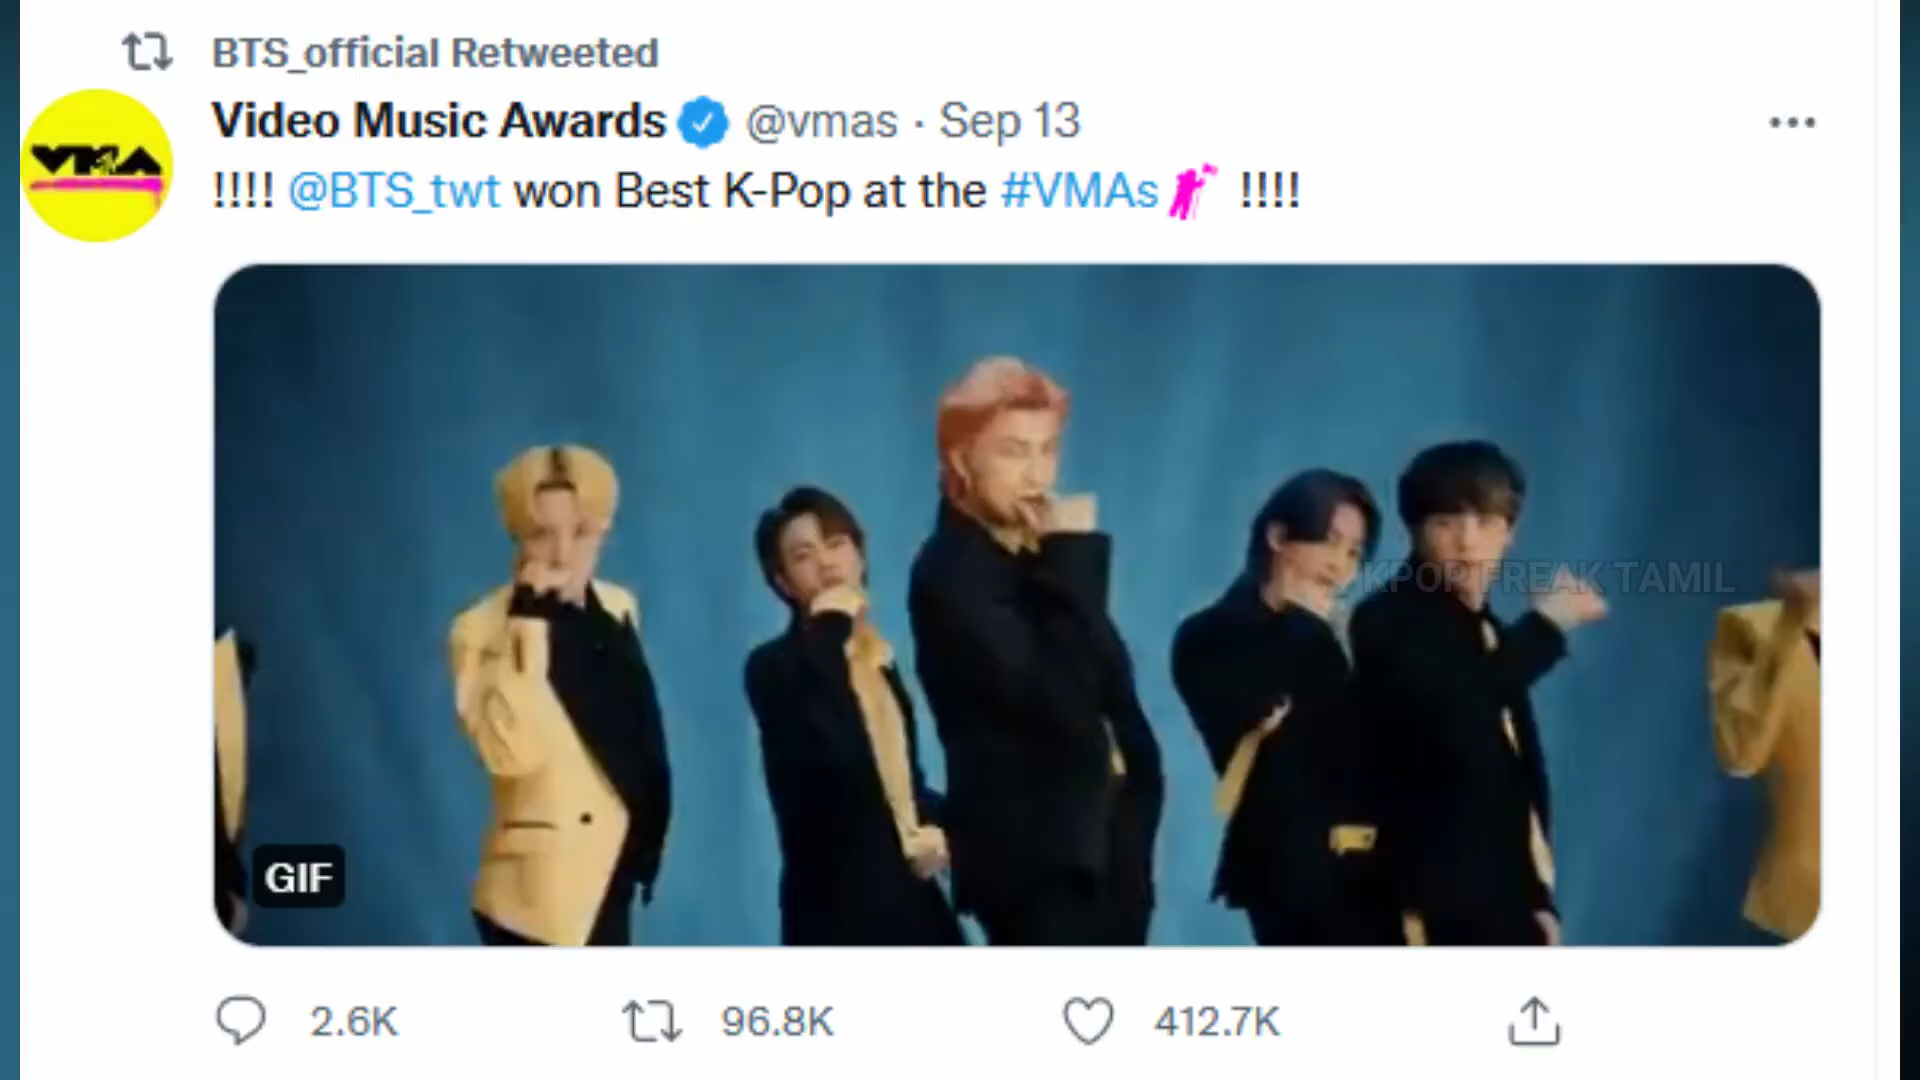 BTS_official Retweeted
Video Music Awards @vmas · Sep 13
!!!! @BTS_twt won Best K-Pop at the #VMAs !!!!
VMA
KPOP FREAK TAMIL
GIF
2.6K 96.8K 412.7K